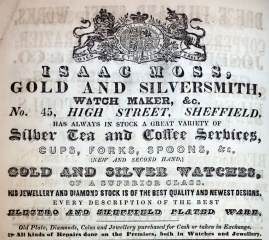 ISAAC MOSS,
GOLD AND SILVERSMITH,
WATCH MAKER, &c.
No. 45, HIGH STREET, SHEFFIELD,
HAS ALWAYS IN STOCK A GREAT VARIETY OF
Silver Tea and Coffee Services,
CUPS, FORKS, SPOONS, &c.
(NEW AND SECOND HAND,)
GOLD AND SILVER WATCHES,
OF A SUPERIOR CLASS.
HIS JEWELLERY AND DIAMOND STOCK IS OF THE BEST QUALITY AND NEWEST DESIGNS.
EVERY DESCRIPTION OF THE BEST
ELECTRO AND SHEFFIELD PLATED WARE.
Old Plate, Diamonds, Coins and Jewellery purchased for Cash or taken in Exchange.
All kinds of Repairs done on the Premises, both in Watches and Jewellery.